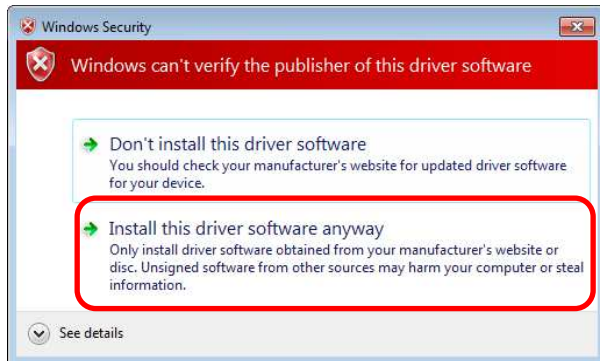 Windows Security
Windows can't verify the publisher of this driver software
Don't install this driver software
You should check your manufacturer's website for updated driver software
for your device.
Install this driver software anyway
Only install driver software obtained from your manufacturer's website or
disc. Unsigned software from other sources may harm your computer or steal
information.
See details